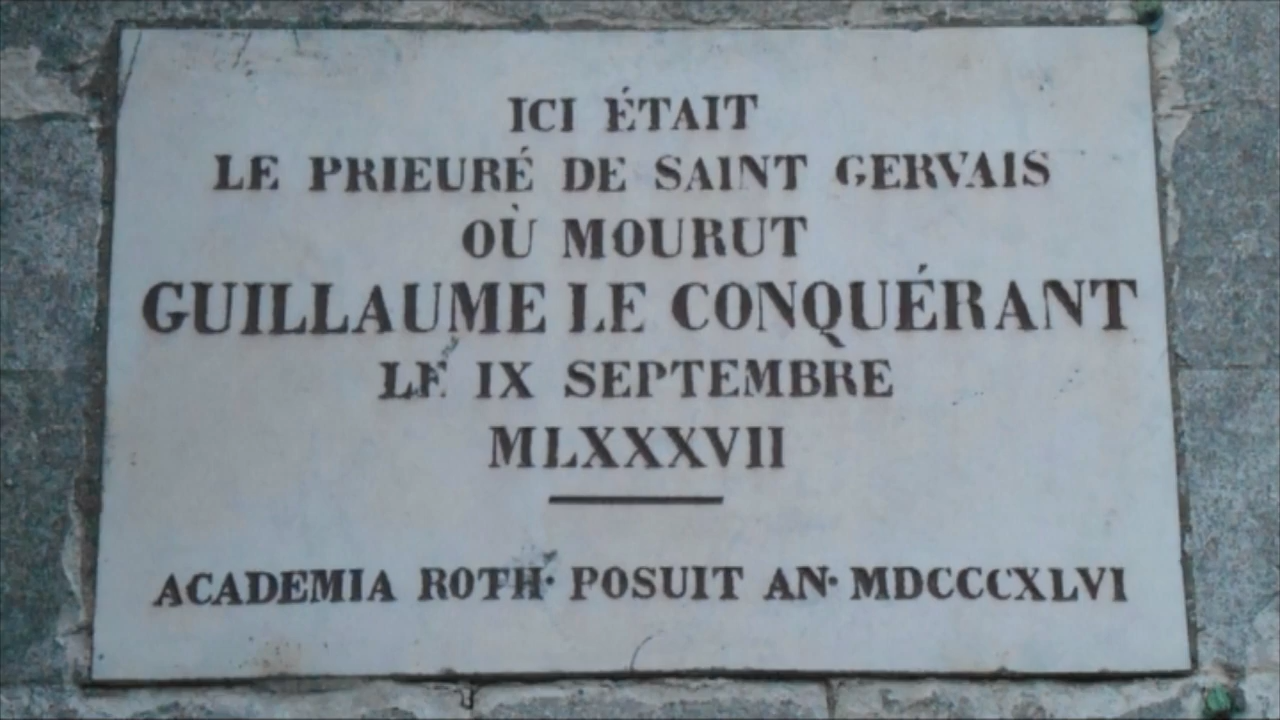 ICI ÉTAIT
LE PRIEURÉ DE SAINT GERVAIS
OÙ MOURUT
GUILLAUME LE CONQUÉRANT
LE IX SEPTEMBRE
MLXXXVII
ACADEMIA ROTH· POSUIT AN· MDCCCXLVI